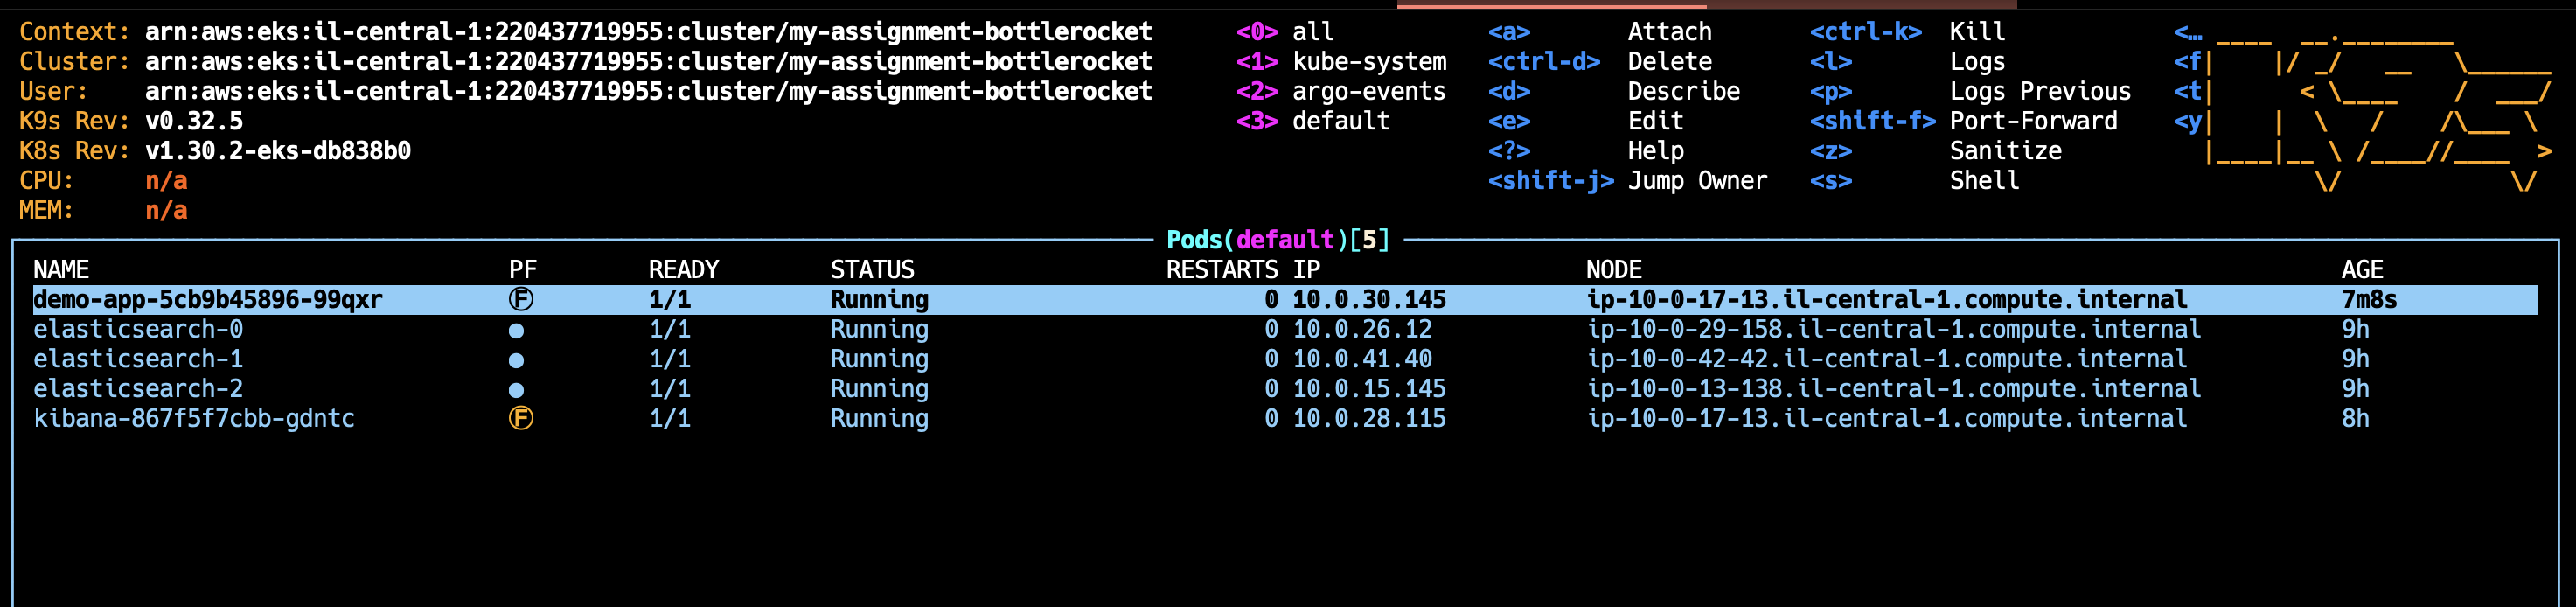 Context: arn:aws:eks:il-central-1:220437719955:cluster/my-assignment-bottlerocket <0> all <a> Attach <ctrl-k> Kill <…
Cluster: arn:aws:eks:il-central-1:220437719955:cluster/my-assignment-bottlerocket <1> kube-system <ctrl-d> Delete <l> Logs <f
User: arn:aws:eks:il-central-1:220437719955:cluster/my-assignment-bottlerocket <2> argo-events <d> Describe <p> Logs Previous <t
K9s Rev: v0.32.5 <3> default <e> Edit <shift-f> Port-Forward <y
K8s Rev: v1.30.2-eks-db838b0 <?> Help <z> Sanitize
CPU: n/a <shift-j> Jump Owner <s> Shell
MEM: n/a
Pods(default)[5]
NAME PF READY STATUS RESTARTS IP NODE AGE
demo-app-5cb9b45896-99qxr Ⓕ 1/1 Running 0 10.0.30.145 ip-10-0-17-13.il-central-1.compute.internal 7m8s
elasticsearch-0 ● 1/1 Running 0 10.0.26.12 ip-10-0-29-158.il-central-1.compute.internal 9h
elasticsearch-1 ● 1/1 Running 0 10.0.41.40 ip-10-0-42-42.il-central-1.compute.internal 9h
elasticsearch-2 ● 1/1 Running 0 10.0.15.145 ip-10-0-13-138.il-central-1.compute.internal 9h
kibana-867f5f7cbb-gdntc Ⓕ 1/1 Running 0 10.0.28.115 ip-10-0-17-13.il-central-1.compute.internal 8h